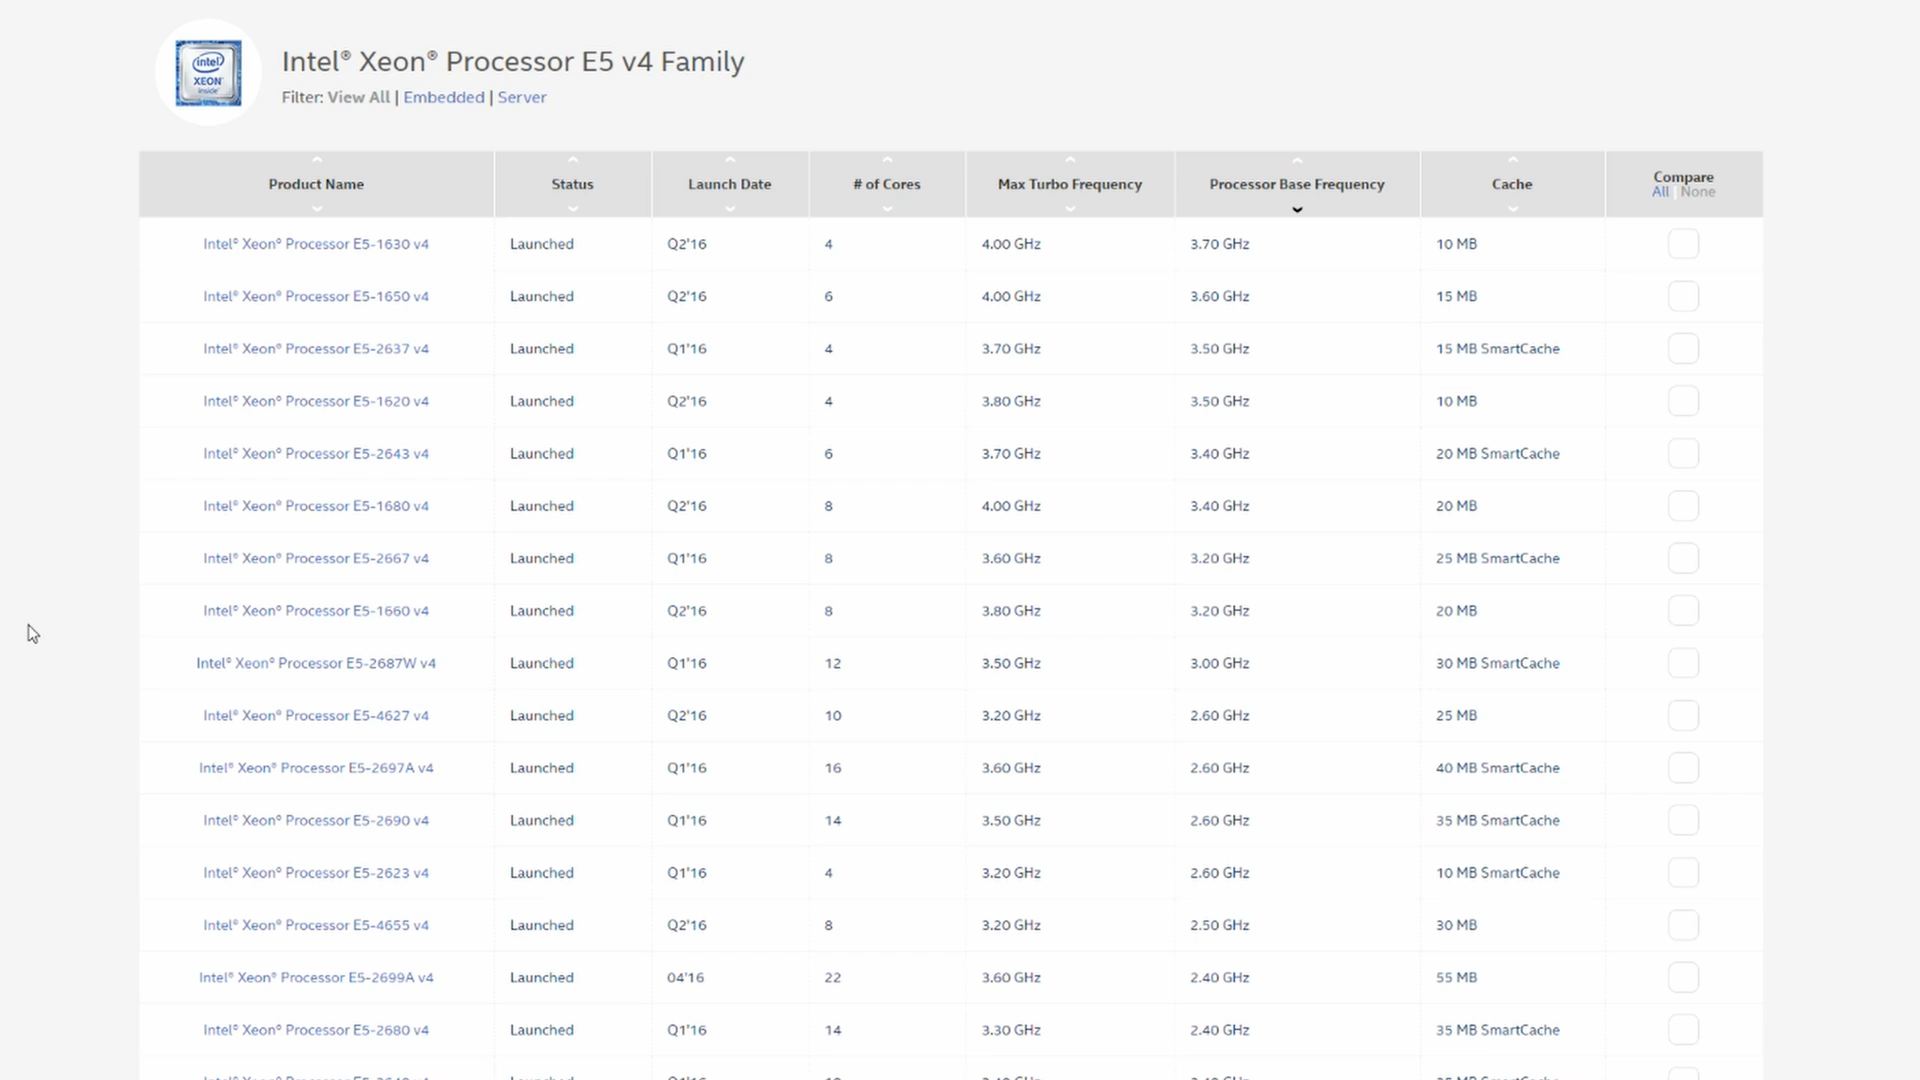 intel
XEON
inside
Intel® Xeon® Processor E5 v4 Family
Filter: View All | Embedded | Server
Product Name Status Launch Date # of Cores Max Turbo Frequency Processor Base Frequency Cache Compare
All | None
Intel® Xeon® Processor E5-1630 v4 Launched Q2'16 4 4.00 GHz 3.70 GHz 10 MB
Intel® Xeon® Processor E5-1650 v4 Launched Q2'16 6 4.00 GHz 3.60 GHz 15 MB
Intel® Xeon® Processor E5-2637 v4 Launched Q1'16 4 3.70 GHz 3.50 GHz 15 MB SmartCache
Intel® Xeon® Processor E5-1620 v4 Launched Q2'16 4 3.80 GHz 3.50 GHz 10 MB
Intel® Xeon® Processor E5-2643 v4 Launched Q1'16 6 3.70 GHz 3.40 GHz 20 MB SmartCache
Intel® Xeon® Processor E5-1680 v4 Launched Q2'16 8 4.00 GHz 3.40 GHz 20 MB
Intel® Xeon® Processor E5-2667 v4 Launched Q1'16 8 3.60 GHz 3.20 GHz 25 MB SmartCache
Intel® Xeon® Processor E5-1660 v4 Launched Q2'16 8 3.80 GHz 3.20 GHz 20 MB
Intel® Xeon® Processor E5-2687W v4 Launched Q1'16 12 3.50 GHz 3.00 GHz 30 MB SmartCache
Intel® Xeon® Processor E5-4627 v4 Launched Q2'16 10 3.20 GHz 2.60 GHz 25 MB
Intel® Xeon® Processor E5-2697A v4 Launched Q1'16 16 3.60 GHz 2.60 GHz 40 MB SmartCache
Intel® Xeon® Processor E5-2690 v4 Launched Q1'16 14 3.50 GHz 2.60 GHz 35 MB SmartCache
Intel® Xeon® Processor E5-2623 v4 Launched Q1'16 4 3.20 GHz 2.60 GHz 10 MB SmartCache
Intel® Xeon® Processor E5-4655 v4 Launched Q2'16 8 3.20 GHz 2.50 GHz 30 MB
Intel® Xeon® Processor E5-2699A v4 Launched 04'16 22 3.60 GHz 2.40 GHz 55 MB
Intel® Xeon® Processor E5-2680 v4 Launched Q1'16 14 3.30 GHz 2.40 GHz 35 MB SmartCache